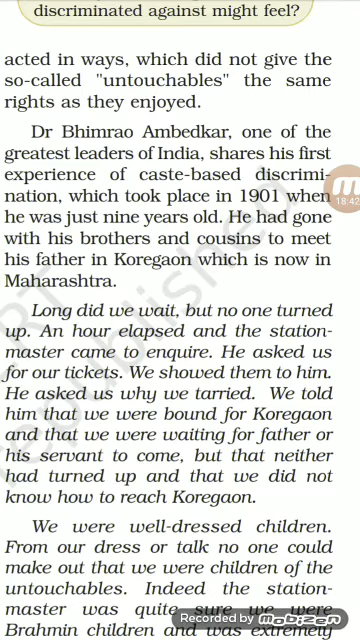 discriminated against might feel?
acted in ways, which did not give the
so-called "untouchables" the same
rights as they enjoyed.
Dr Bhimrao Ambedkar, one of the
greatest leaders of India, shares his first
experience of caste-based discrimi-
nation, which took place in 1901 when
he was just nine years old. He had gone
with his brothers and cousins to meet
his father in Koregaon which is now in
Maharashtra.
18:42
Long did we wait, but no one turned
up. An hour elapsed and the station-
master came to enquire. He asked us
for our tickets. We showed them to him.
He asked us why we tarried. We told
him that we were bound for Koregaon
and that we were waiting for father or
his servant to come, but that neither
had turned up and that we did not
know how to reach Koregaon.
We were well-dressed children.
From our dress or talk no one could
make out that we were children of the
untouchables. Indeed the station-
master was quite sure we were
Brahmin children and was extremely
Recorded by mobizen
republished